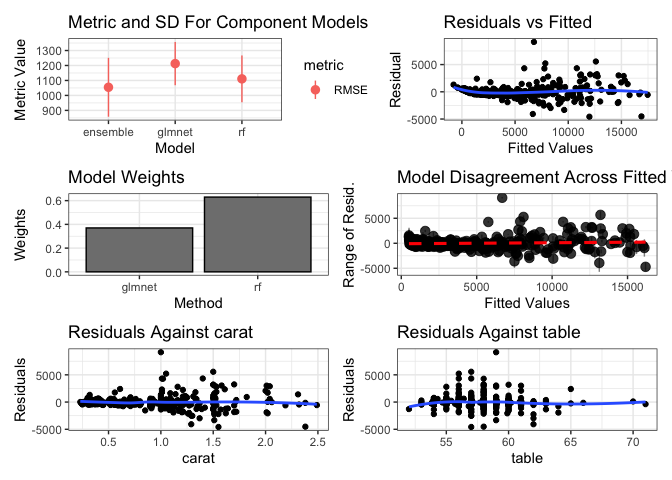 Metric and SD For Component Models
Metric Value
1300
1200
1100
1000
900
ensemble glmnet rf
Model
metric
RMSE
Residuals vs Fitted
Residual
5000
0
-5000
0 5000 10000 15000
Fitted Values
Model Weights
Weights
0.6
0.4
0.2
0.0
glmnet rf
Method
Model Disagreement Across Fitted
Range of Resid.
5000
0
-5000
0 5000 10000 15000
Fitted Values
Residuals Against carat
Residuals
5000
0
-5000
0.5 1.0 1.5 2.0 2.5
carat
Residuals Against table
Residuals
5000
0
-5000
55 60 65 70
table